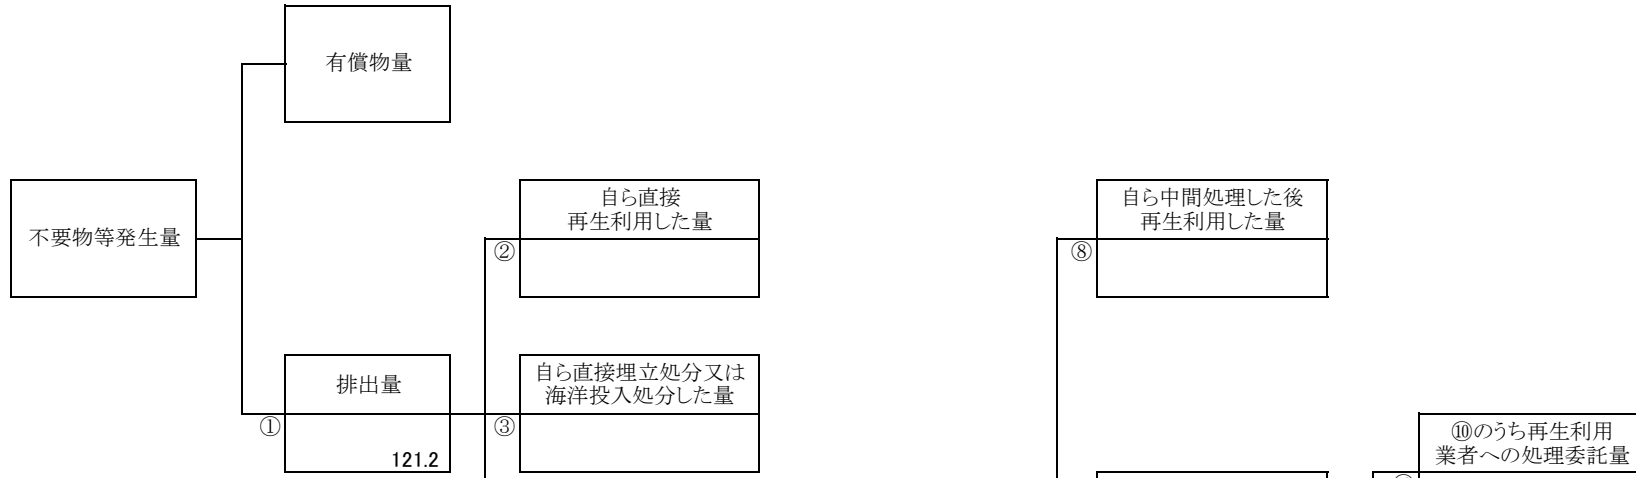 有償物量
不要物等発生量
自ら直接
再生利用した量
②
自ら中間処理した後
再生利用した量
⑧
排出量
①
121.2
自ら直接埋立処分又は
海洋投入処分した量
③
⑩のうち再生利用
業者への処理委託量